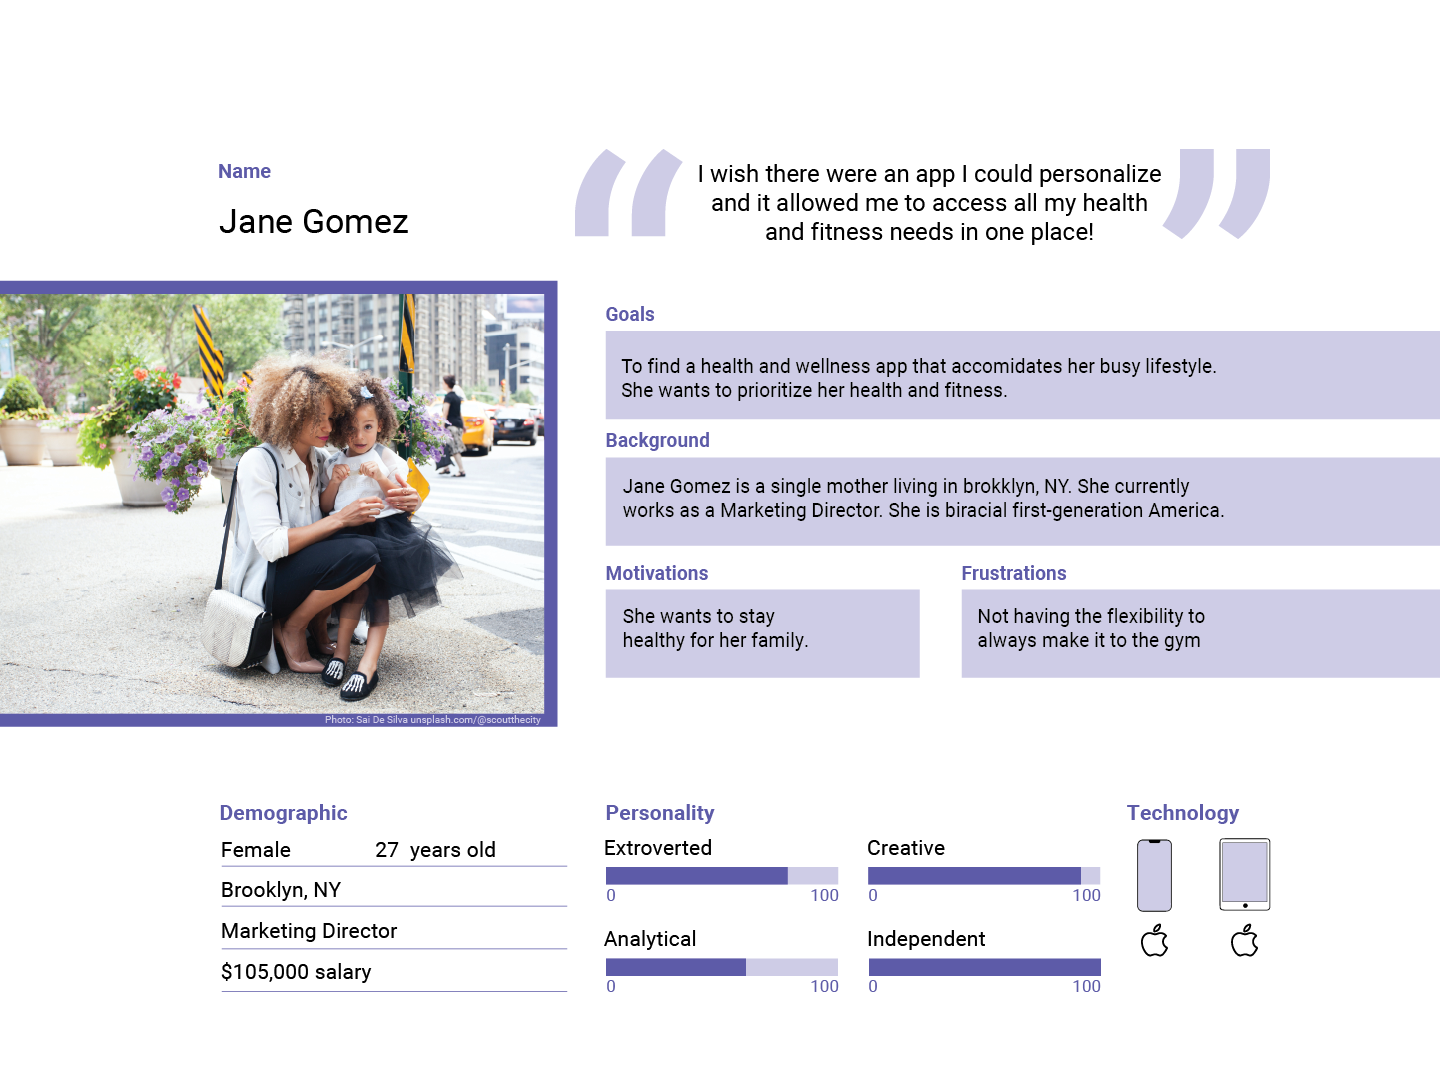 Name
Jane Gomez
I wish there were an app I could personalize
and it allowed me to access all my health
and fitness needs in one place!
Photo: Sai De Silva unsplash.com/@scoutthecity
Goals
To find a health and wellness app that accomidates her busy lifestyle.
She wants to prioritize her health and fitness.
Background
Jane Gomez is a single mother living in brokklyn, NY. She currently
works as a Marketing Director. She is biracial first-generation America.
Motivations
She wants to stay
healthy for her family.
Frustrations
Not having the flexibility to
always make it to the gym
Demographic
Female 27 years old
Brooklyn, NY
Marketing Director
$105,000 salary
Personality
Extroverted
0 100
Creative
0 100
Analytical
0 100
Independent
0 100
Technology